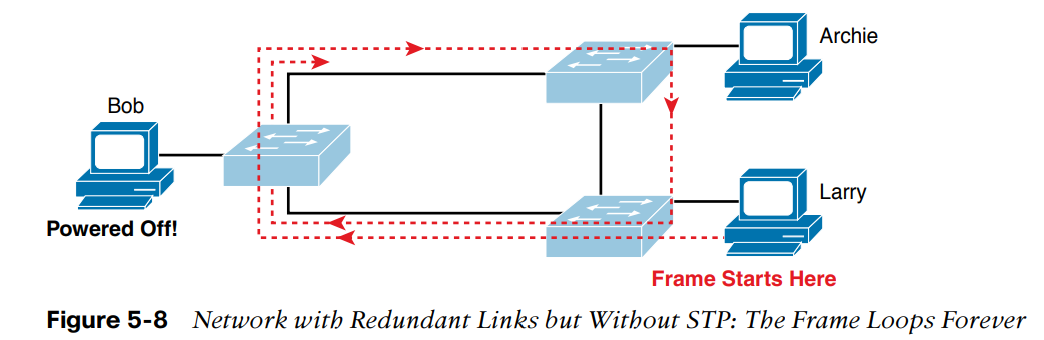 Archie
Bob
Larry
Powered Off!
Frame Starts Here
Figure 5-8 Network with Redundant Links but Without STP: The Frame Loops Forever